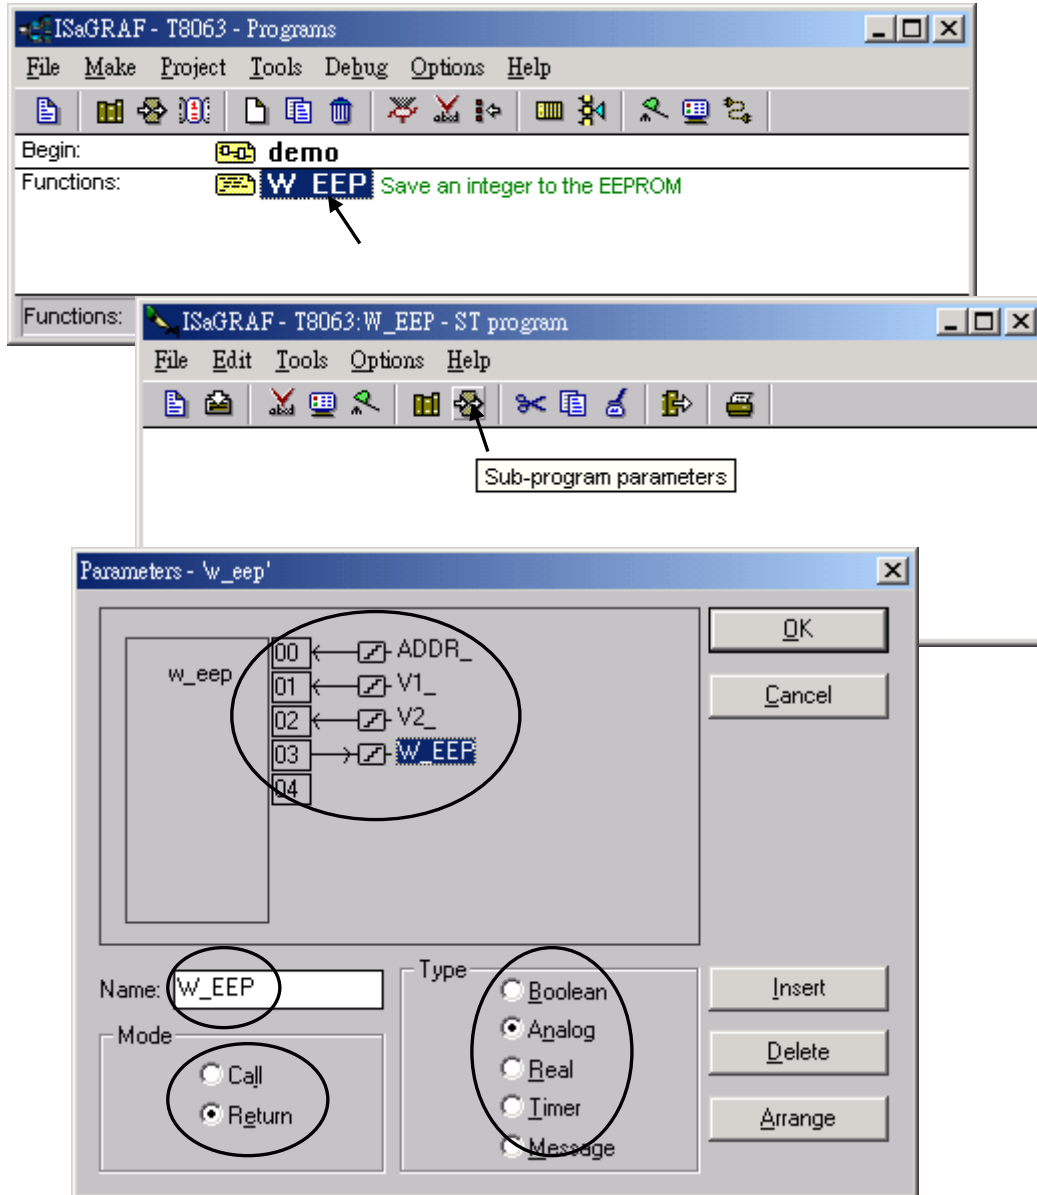 ISaGRAF - T8063 - Programs
File Make Project Tools Debug Options Help
Begin: demo
Functions: W_EEP Save an integer to the EEPROM
Functions:
ISaGRAF - T8063:W_EEP - ST program
File Edit Tools Options Help
Sub-program parameters
Parameters - 'w_eep'
w_eep
00 ADDR_
01 V1_
02 V2_
03 W_EEP
04
OK
Cancel
Name: W_EEP
Mode
Call
Return
Type
Boolean
Analog
Real
Timer
Message
Insert
Delete
Arrange